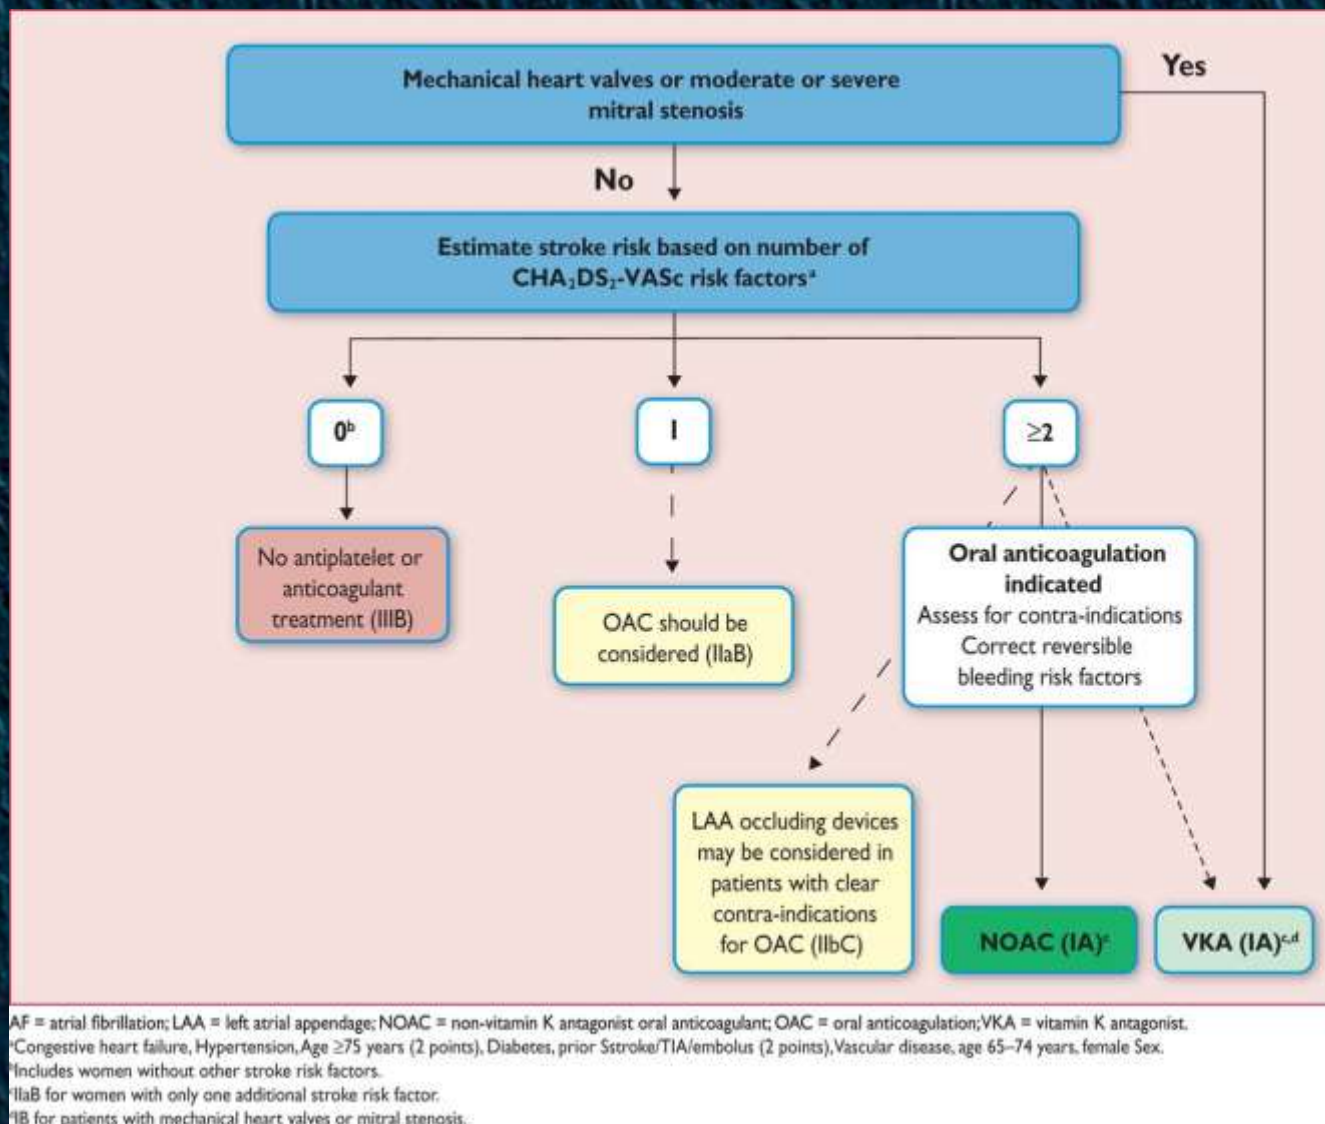 Mechanical heart valves or moderate or severe
mitral stenosis
Yes
No
Estimate stroke risk based on number of
CHA₂DS₂-VASc risk factorsᵃ
0ᵇ
1
≥2
No antiplatelet or
anticoagulant
treatment (IIIB)
OAC should be
considered (IIaB)
Oral anticoagulation
indicated
Assess for contra-indications
Correct reversible
bleeding risk factors
LAA occluding devices
may be considered in
patients with clear
contra-indications
for OAC (IIbC)
NOAC (IA)ᶜ
VKA (IA)ᶜ,ᵈ
AF = atrial fibrillation; LAA = left atrial appendage; NOAC = non-vitamin K antagonist oral anticoagulant; OAC = oral anticoagulation; VKA = vitamin K antagonist.
ᵃCongestive heart failure, Hypertension, Age ≥75 years (2 points), Diabetes, prior Sstroke/TIA/embolus (2 points), Vascular disease, age 65–74 years, female Sex.
ᵇIncludes women without other stroke risk factors.
ᶜIIaB for women with only one additional stroke risk factor.
ᵈIB for patients with mechanical heart valves or mitral stenosis.